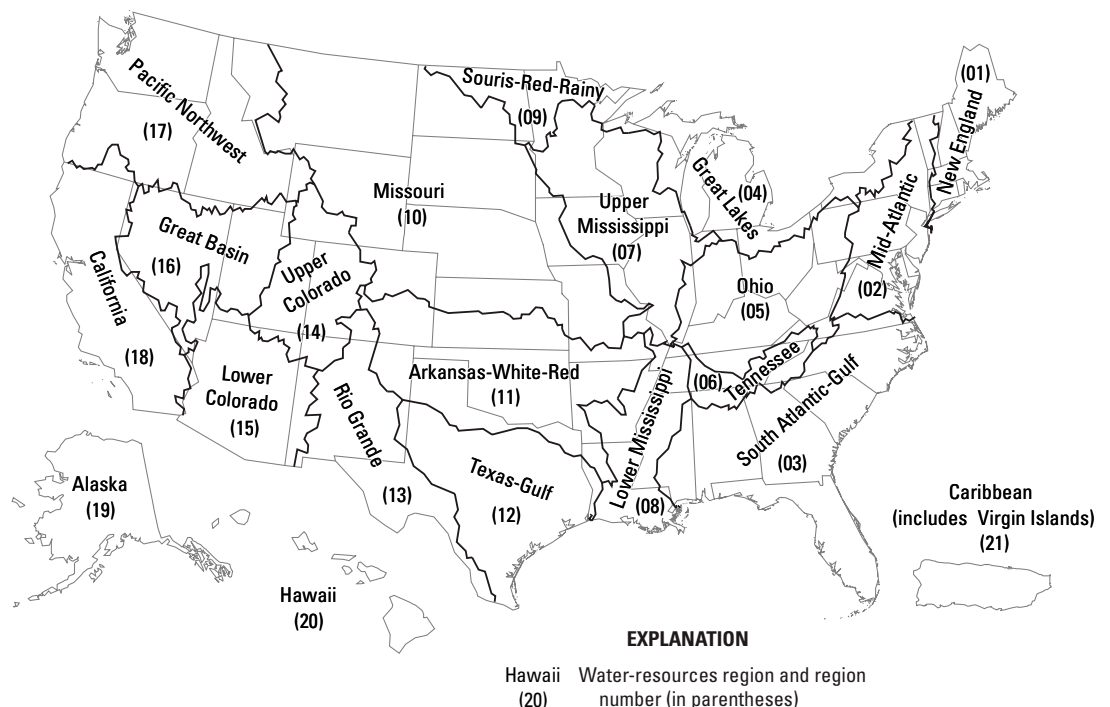 Pacific Northwest
(17)
Souris-Red-Rainy
(09)
(01)
New England
Missouri
(10)
Great Lakes
(04)
Upper
Mississippi
(07)
Mid-Atlantic
(02)
Great Basin
(16)
California
(18)
Upper
Colorado
(14)
Ohio
(05)
Lower
Colorado
(15)
Rio Grande
(13)
Arkansas-White-Red
(11)
(06)
Tennessee
South Atlantic-Gulf
(03)
Lower Mississippi
(08)
Texas-Gulf
(12)
Alaska
(19)
Hawaii
(20)
Caribbean
(includes Virgin Islands)
(21)
EXPLANATION
Hawaii Water-resources region and region
(20) number (in parentheses)